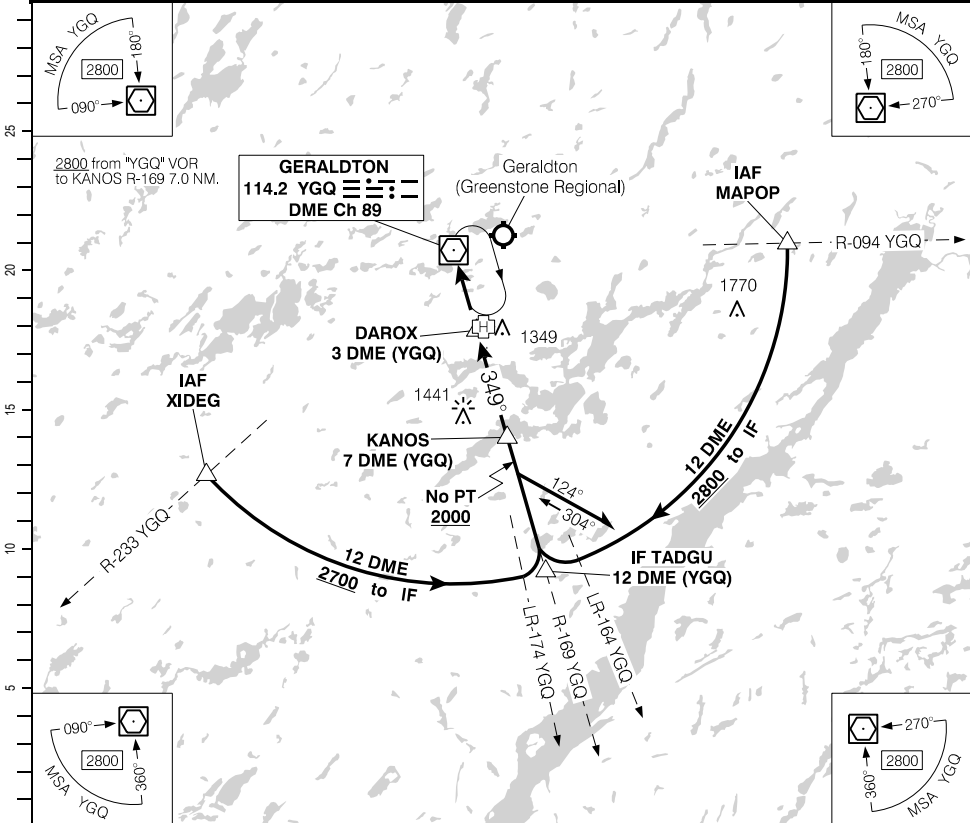 MSA YGQ
180°
2800
090°
MSA YGQ
180°
2800
270°
25
2800 from "YGQ" VOR
to KANOS R-169 7.0 NM.
GERALDTON
114.2 YGQ
DME Ch 89
Geraldton
(Greenstone Regional)
IAF
MAPOP
R-094 YGQ
20
1770
DAROX
3 DME (YGQ)
H
1349
IAF
XIDEG
1441
349°
15
KANOS
7 DME (YGQ)
12 DME
2800 to IF
No PT
2000
124°
304°
R-233 YGQ
10
12 DME
2700 to IF
IF TADGU
12 DME (YGQ)
LR-174 YGQ
R-169 YGQ
LR-164 YGQ
5
090°
2800
360°
MSA YGQ
270°
2800
360°
MSA YGQ